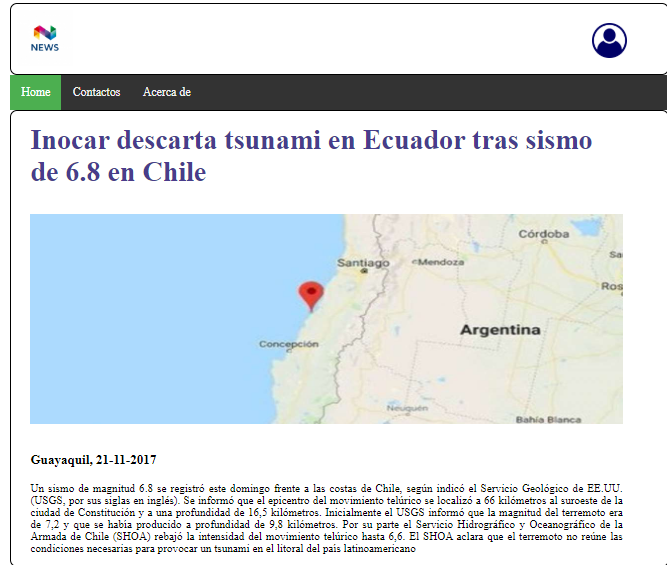 NEWS
Home Contactos Acerca de
Inocar descarta tsunami en Ecuador tras sismo
de 6.8 en Chile
Córdoba
Sa
Santiago
Mendoza
Ros
Argentina
Concepción
Neuquén
Bahía Blanca
Guayaquil, 21-11-2017
Un sismo de magnitud 6.8 se registró este domingo frente a las costas de Chile, según indicó el Servicio Geológico de EE.UU.
(USGS, por sus siglas en inglés). Se informó que el epicentro del movimiento telúrico se localizó a 66 kilómetros al suroeste de la
ciudad de Constitución y a una profundidad de 16,5 kilómetros. Inicialmente el USGS informó que la magnitud del terremoto era
de 7,2 y que se había producido a profundidad de 9,8 kilómetros. Por su parte el Servicio Hidrográfico y Oceanográfico de la
Armada de Chile (SHOA) rebajó la intensidad del movimiento telúrico hasta 6,6. El SHOA aclara que el terremoto no reúne las
condiciones necesarias para provocar un tsunami en el litoral del pais latinoamericano